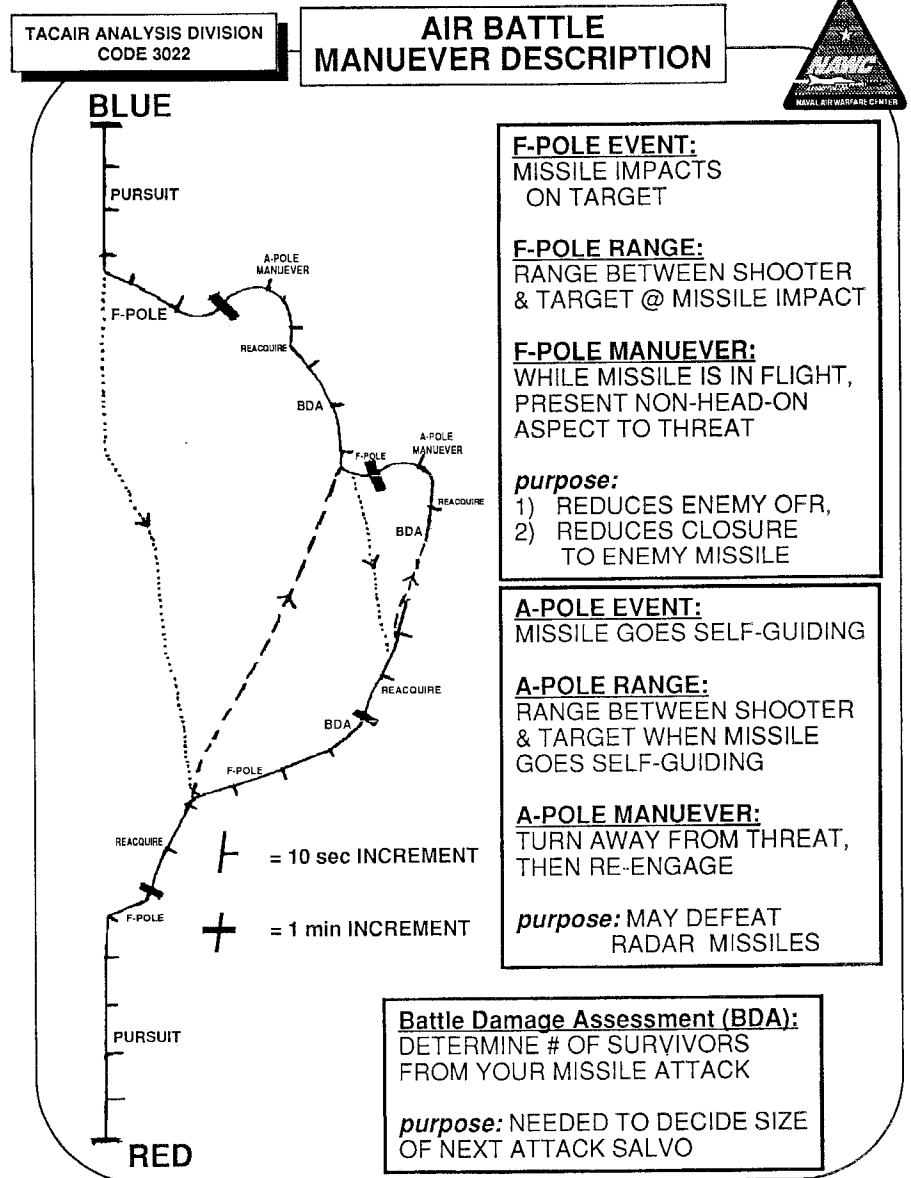 TACAIR ANALYSIS DIVISION
CODE 3022
AIR BATTLE
MANUEVER DESCRIPTION
NAWC
NAVAL AIR WARFARE CENTER
BLUE
PURSUIT
F-POLE
A-POLE
MANUEVER
REACQUIRE
BDA
F-POLE
A-POLE
MANUEVER
REACQUIRE
BDA
REACQUIRE
BDA
F-POLE
REACQUIRE
F-POLE
= 10 sec INCREMENT
= 1 min INCREMENT
PURSUIT
RED
F-POLE EVENT:
MISSILE IMPACTS
ON TARGET
F-POLE RANGE:
RANGE BETWEEN SHOOTER
& TARGET @ MISSILE IMPACT
F-POLE MANUEVER:
WHILE MISSILE IS IN FLIGHT,
PRESENT NON-HEAD-ON
ASPECT TO THREAT
purpose:
1) REDUCES ENEMY OFR,
2) REDUCES CLOSURE
TO ENEMY MISSILE
A-POLE EVENT:
MISSILE GOES SELF-GUIDING
A-POLE RANGE:
RANGE BETWEEN SHOOTER
& TARGET WHEN MISSILE
GOES SELF-GUIDING
A-POLE MANUEVER:
TURN AWAY FROM THREAT,
THEN RE-ENGAGE
purpose: MAY DEFEAT
RADAR MISSILES
Battle Damage Assessment (BDA):
DETERMINE # OF SURVIVORS
FROM YOUR MISSILE ATTACK
purpose: NEEDED TO DECIDE SIZE
OF NEXT ATTACK SALVO